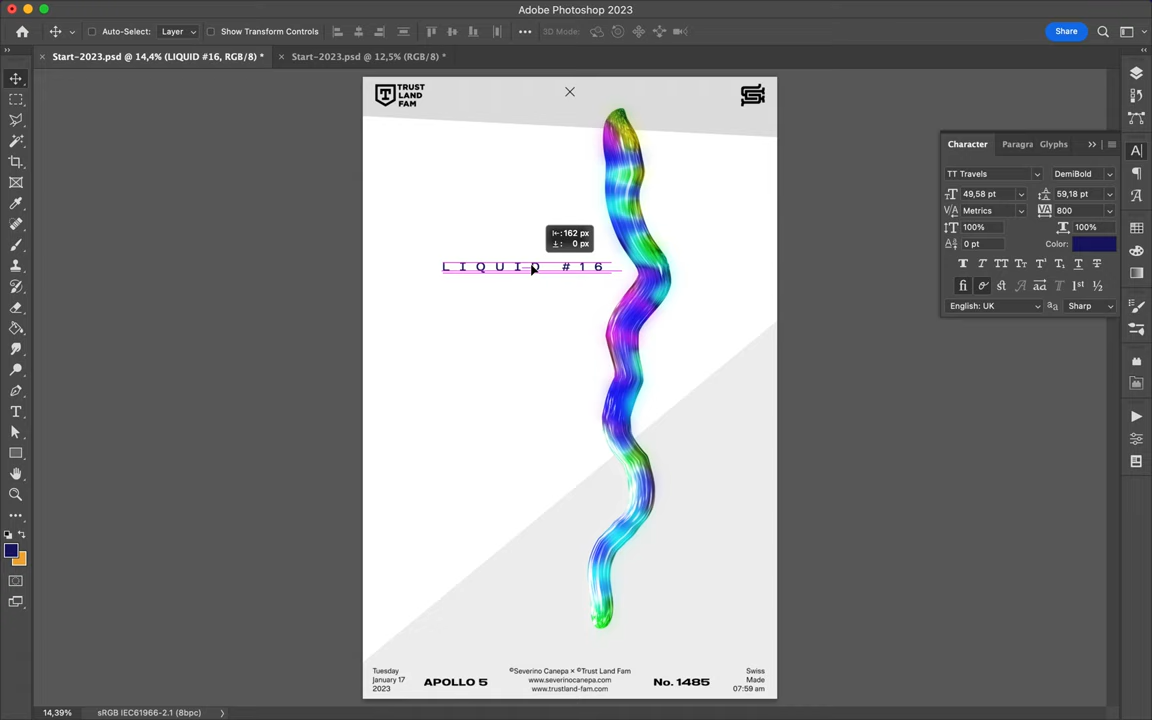 Adobe Photoshop 2023
Auto-Select:
Layer
Show Transform Controls
3D Mode:
Share
Start-2023.psd @ 14,4% (LIQUID #16, RGB/8) *
Start-2023.psd @ 12,5% (RGB/8) *
TRUST
LAND
FAM
162 px
0 px
LIQUID #16
Character
Paragra
Glyphs
TT Travels
DemiBold
49,58 pt
59,18 pt
Metrics
800
100%
100%
0 pt
Color:
English: UK
Sharp
Tuesday
January 17
2023
APOLLO 5
©Severino Canepa × ©Trust Land Fam
www.severinocanepa.com
www.trustland-fam.com
No. 1485
Swiss
Made
07:59 am
14,39%
sRGB IEC61966-2.1 (8bpc)